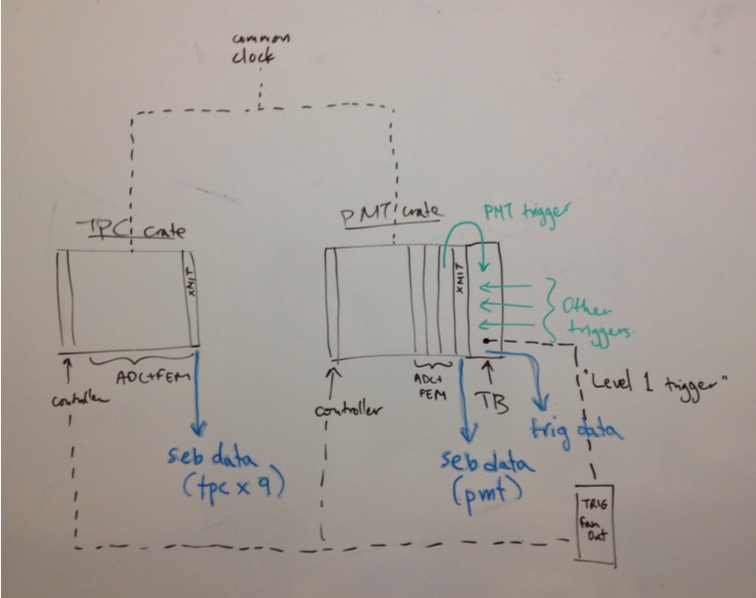 common
clock
TPC crate
PMT crate
PMT trigger
XMIT
XMIT
Other
triggers
ADC+FEM
controller
ADC+
FEM
controller
TB
"Level 1 trigger"
trig data
seb data
(tpc x 9)
seb data
(pmt)
TRIG
Fan
Out